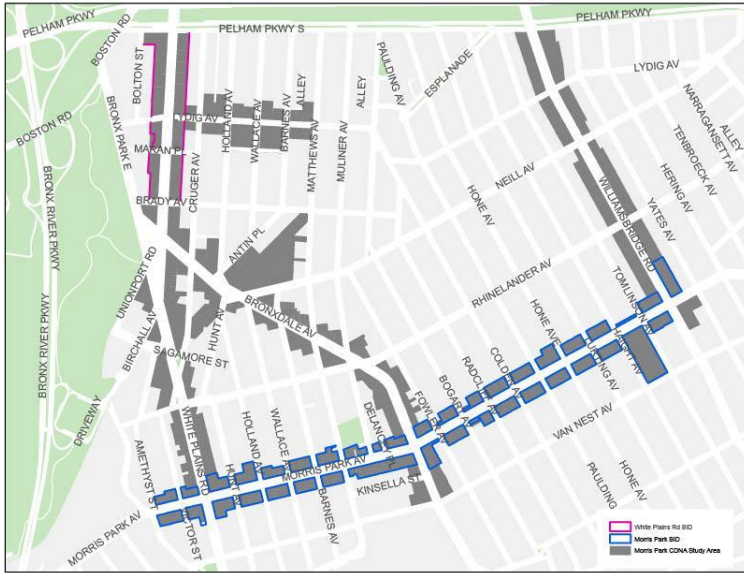 PELHAM PKWY
PELHAM PKWY
PELHAM PKWY S
BOSTON RD
BOLTON ST
LYDIG AV
ALLEY
ALLEY
PAULDING AV
ESPLANADE
LYDIG AV
NARRAGANSETT AV
ALLEY
TENBROECK AV
HERING AV
YATES AV
BOSTON RD
BRONX PARK E
MARAN PL
CRUGER AV
HOLLAND AV
WALLACE AV
BARNES AV
MATTHEWS AV
MULINER AV
BRADY AV
NEILL AV
HONE AV
WILLIAMSBRIDGE RD
BRONX RIVER PKWY
BRONX RIVER PKWY
UNIONPORT RD
ANTIN PL
RHINELANDER AV
TOMLINSON AV
BIRCHALL AV
HUNT AV
BRONXDALE AV
SAGAMORE ST
HONE AVE
HAIGHT AV
COLDEN AV
RADCLIFF AV
BOGART AV
FOWLER AV
VAN NEST AV
DRIVEWAY
AMETHYST ST
WHITE PLAINS RD
HUNT AV
HOLLAND AV
WALLACE AV
MORRIS PARK AV
DELANCEY PL
KINSELLA ST
BARNES AV
MORRIS PARK AV
VICTOR ST
PAULDING
HONE AV
White Plains Rd BID
Morris Park BID
Morris Park CDNA Study Area